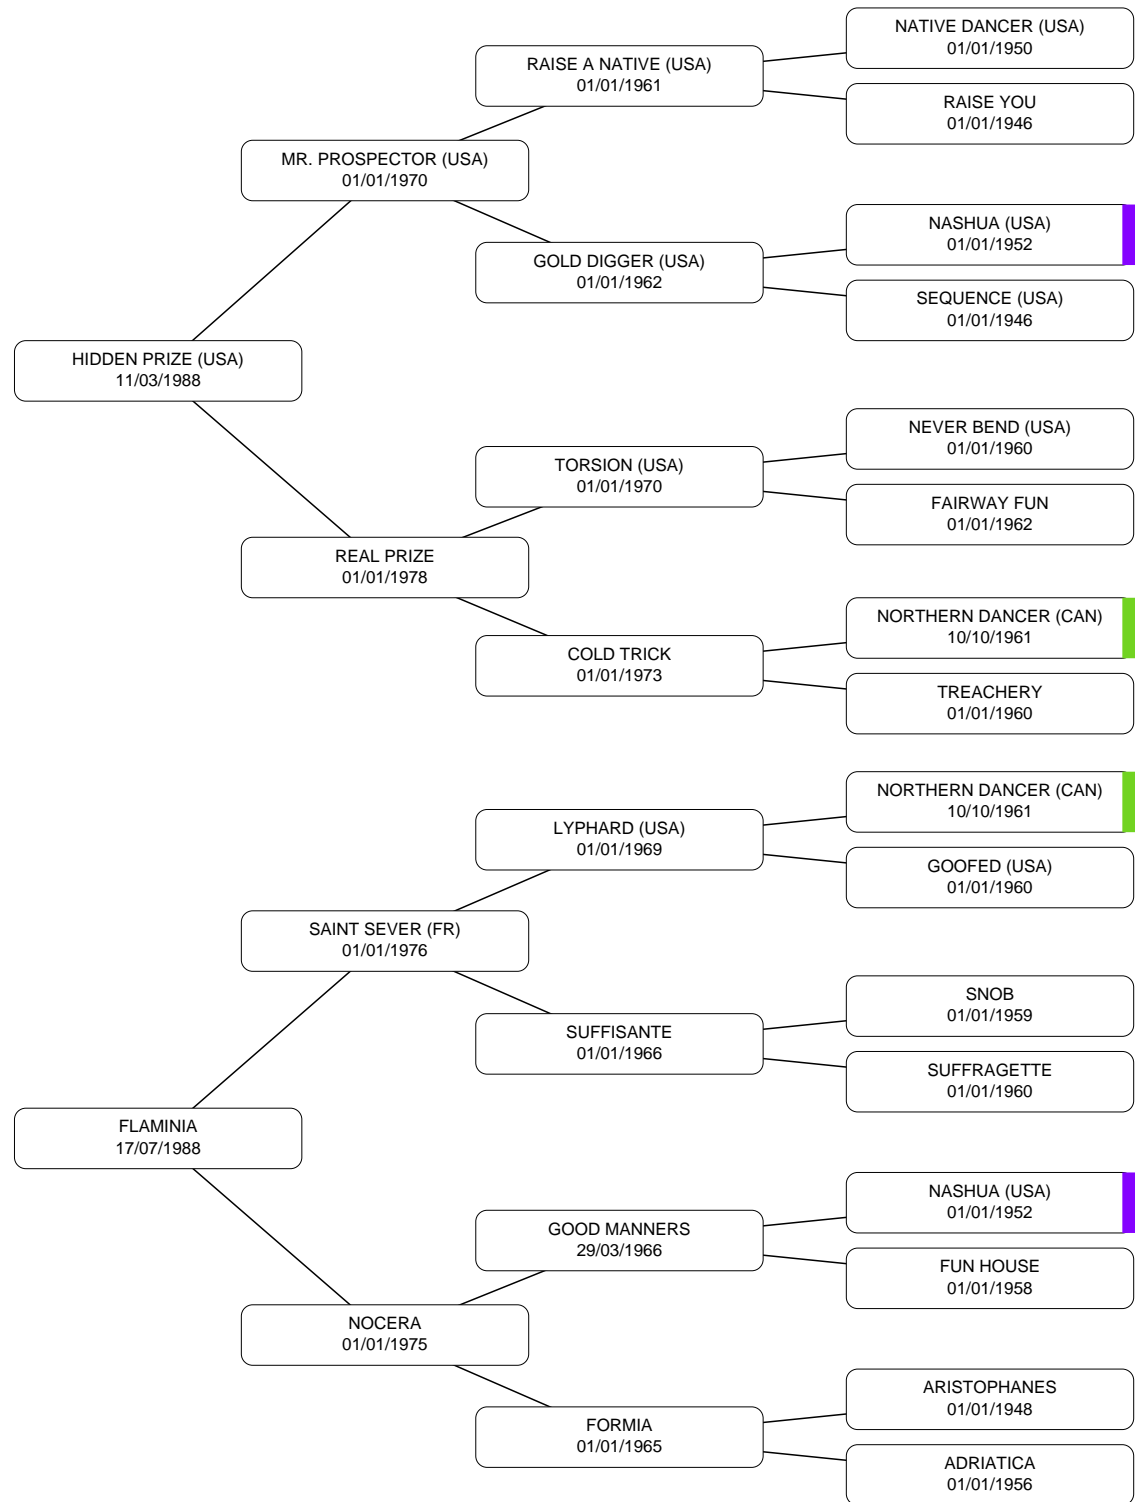 NATIVE DANCER (USA)
01/01/1950
RAISE A NATIVE (USA)
01/01/1961
RAISE YOU
01/01/1946
MR. PROSPECTOR (USA)
01/01/1970
NASHUA (USA)
01/01/1952
GOLD DIGGER (USA)
01/01/1962
SEQUENCE (USA)
01/01/1946
HIDDEN PRIZE (USA)
11/03/1988
NEVER BEND (USA)
01/01/1960
TORSION (USA)
01/01/1970
FAIRWAY FUN
01/01/1962
REAL PRIZE
01/01/1978
NORTHERN DANCER (CAN)
10/10/1961
COLD TRICK
01/01/1973
TREACHERY
01/01/1960
NORTHERN DANCER (CAN)
10/10/1961
LYPHARD (USA)
01/01/1969
GOOFED (USA)
01/01/1960
SAINT SEVER (FR)
01/01/1976
SNOB
01/01/1959
SUFFISANTE
01/01/1966
SUFFRAGETTE
01/01/1960
FLAMINIA
17/07/1988
NASHUA (USA)
01/01/1952
GOOD MANNERS
29/03/1966
FUN HOUSE
01/01/1958
NOCERA
01/01/1975
ARISTOPHANES
01/01/1948
FORMIA
01/01/1965
ADRIATICA
01/01/1956